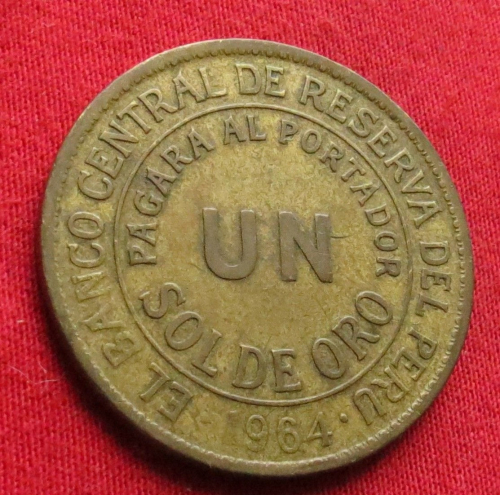 EL BANCO CENTRAL DE RESERVA DEL PERU
PAGARA AL PORTADOR
UN
SOL DE ORO
· 1964 ·